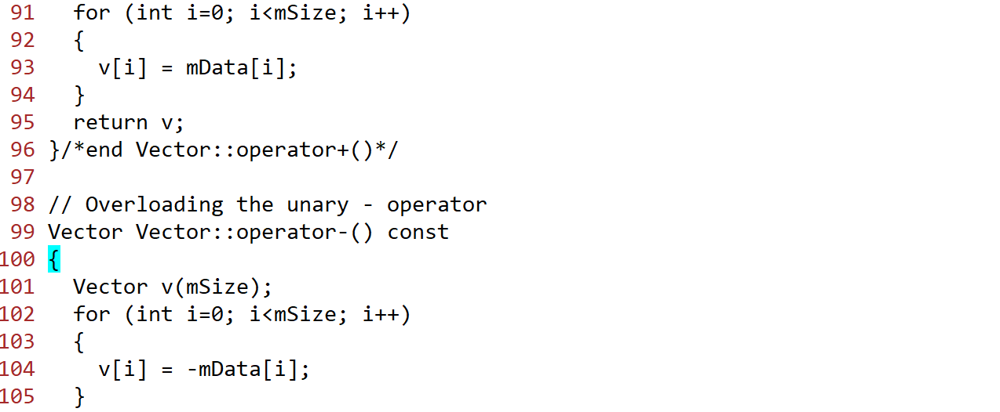 91   for (int i=0; i<mSize; i++)
92   {
93     v[i] = mData[i];
94   }
95   return v;
96 }/*end Vector::operator+()*/
97
98 // Overloading the unary - operator
99 Vector Vector::operator-() const
100 {
101   Vector v(mSize);
102   for (int i=0; i<mSize; i++)
103   {
104     v[i] = -mData[i];
105   }